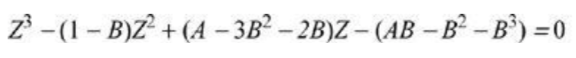 Z³ – (1 – B)Z² + (A – 3B² – 2B)Z – (AB – B² – B³) = 0